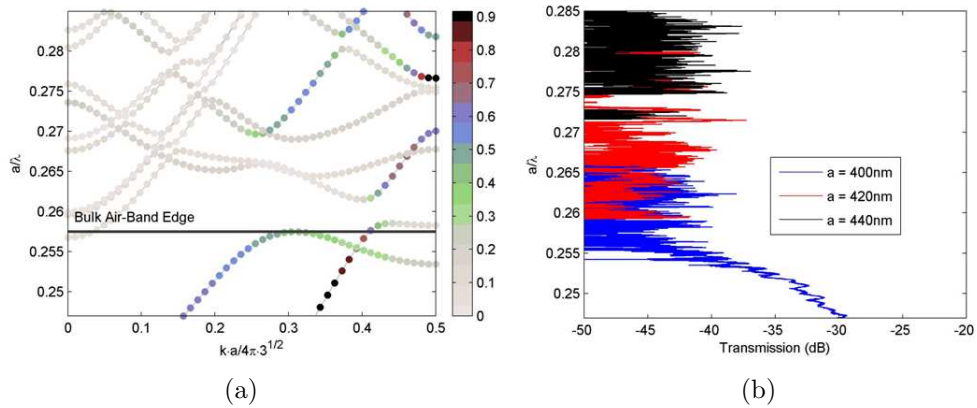 0.28
0.275
0.27
0.265
0.26
0.255
0.25
a/λ
Bulk Air-Band Edge
0 0.1 0.2 0.3 0.4 0.5
k·a/4π·3^1/2
0.9
0.8
0.7
0.6
0.5
0.4
0.3
0.2
0.1
0
(a)
0.285
0.28
0.275
0.27
0.265
0.26
0.255
0.25
a/λ
a = 400nm
a = 420nm
a = 440nm
-50 -45 -40 -35 -30 -25 -20
Transmission (dB)
(b)